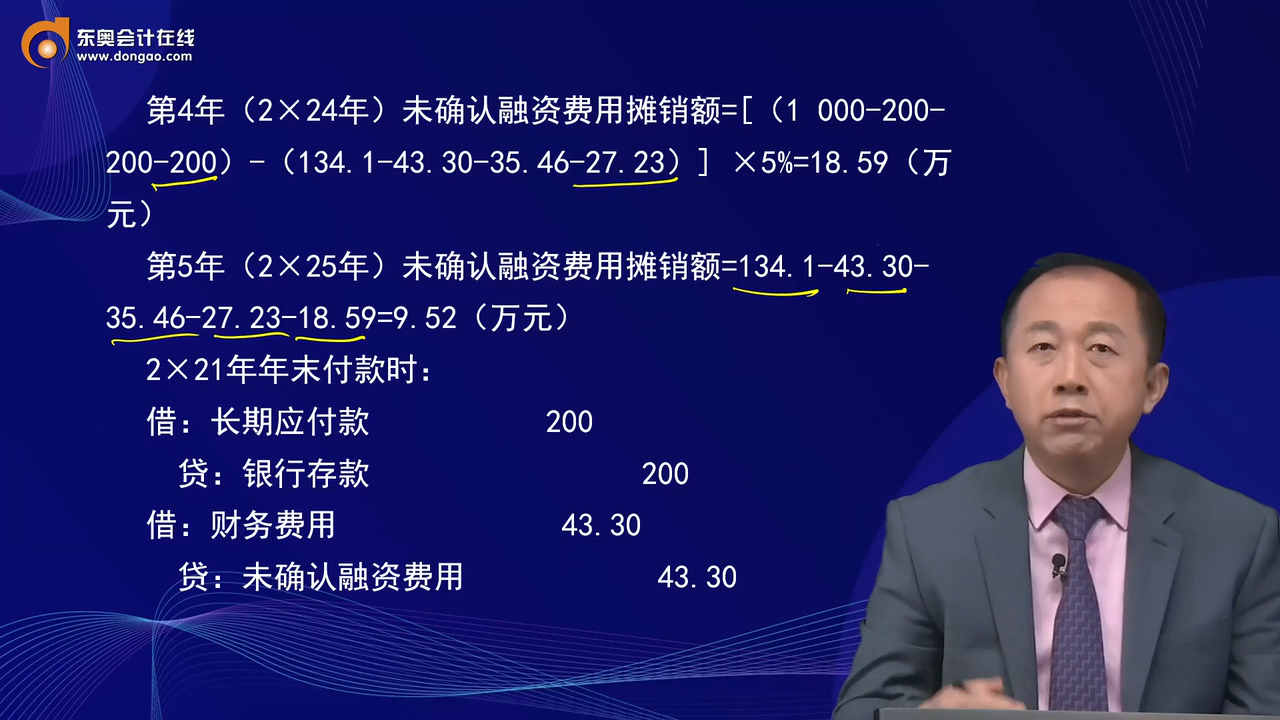 东奥会计在线
www.dongao.com
第4年（2×24年）未确认融资费用摊销额=[（1 000-200-
200-200）-（134.1-43.30-35.46-27.23）] ×5%=18.59（万
元）
第5年（2×25年）未确认融资费用摊销额=134.1-43.30-
35.46-27.23-18.59=9.52（万元）
2×21年年末付款时：
借：长期应付款 200
贷：银行存款 200
借：财务费用 43.30
贷：未确认融资费用 43.30